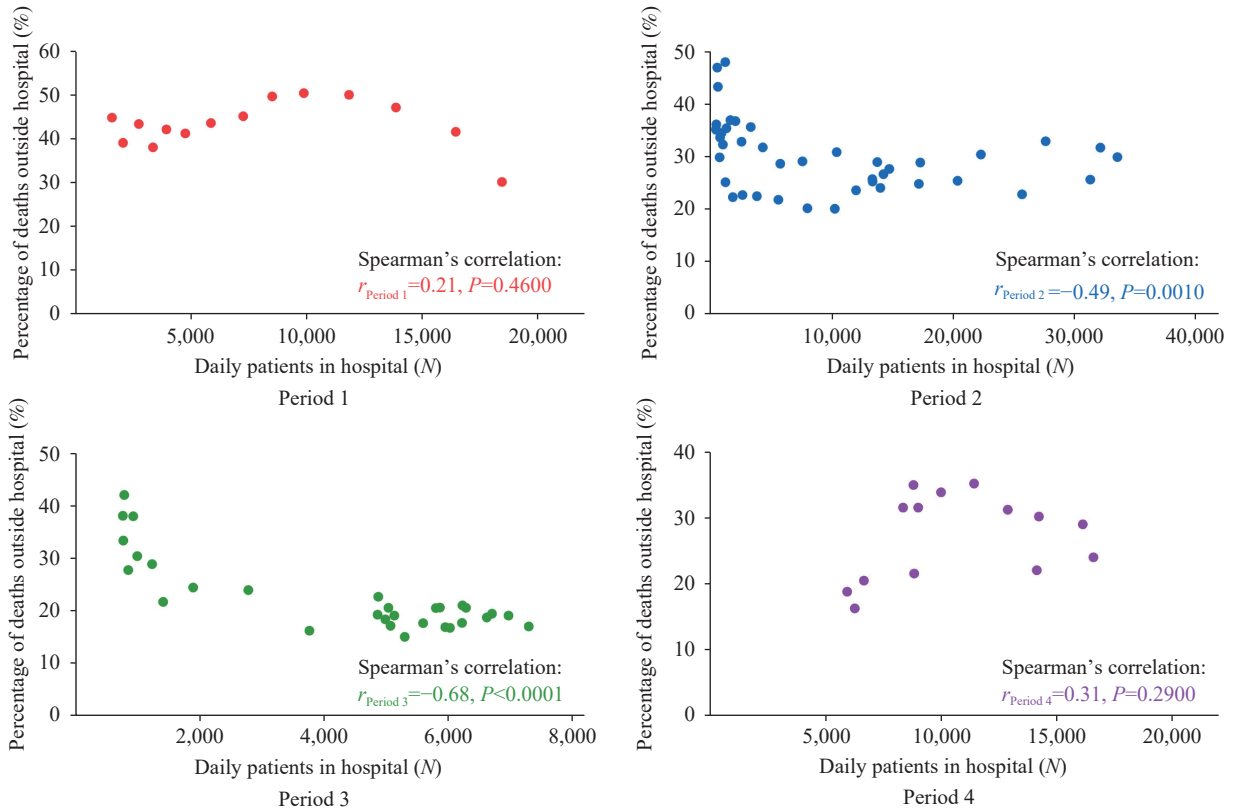 Percentage of deaths outside hospital (%)
60
50
40
30
20
10
0
5,000 10,000 15,000 20,000
Spearman's correlation:
r Period 1=0.21, P=0.4600
Daily patients in hospital (N)
Period 1
Percentage of deaths outside hospital (%)
50
40
30
20
10
0
10,000 20,000 30,000 40,000
Spearman's correlation:
r Period 2=−0.49, P=0.0010
Daily patients in hospital (N)
Period 2
Percentage of deaths outside hospital (%)
50
40
30
20
10
0
2,000 4,000 6,000 8,000
Spearman's correlation:
r Period 3=−0.68, P<0.0001
Daily patients in hospital (N)
Period 3
Percentage of deaths outside hospital (%)
40
30
20
10
0
5,000 10,000 15,000 20,000
Spearman's correlation:
r Period 4=0.31, P=0.2900
Daily patients in hospital (N)
Period 4